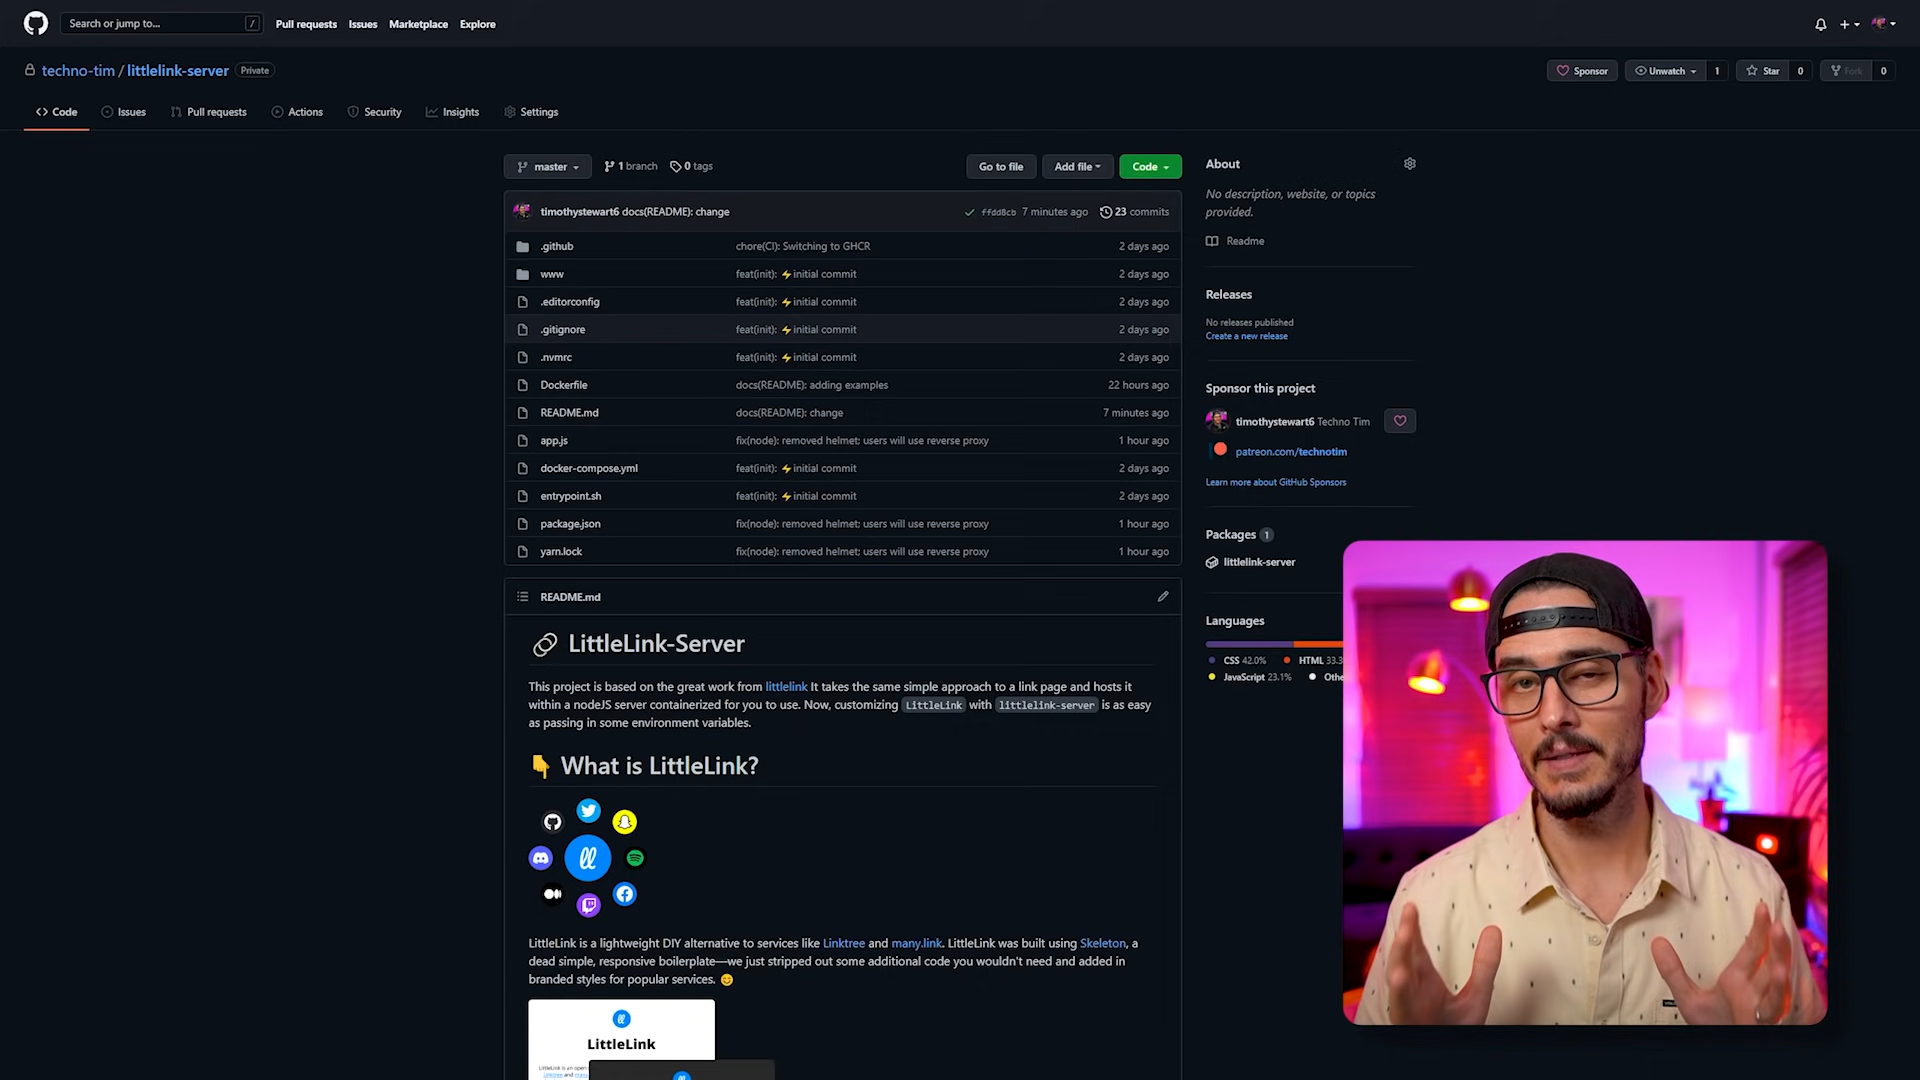 Search or jump to... /
Pull requests Issues Marketplace Explore
techno-tim / littlelink-server Private
Sponsor Unwatch 1 Star 0 Fork 0
<> Code Issues Pull requests Actions Security Insights Settings
master 1 branch 0 tags Go to file Add file Code
timothystewart6 docs(README): change ffdd8cb 7 minutes ago 23 commits
.github chore(CI): Switching to GHCR 2 days ago
www feat(init): ⚡initial commit 2 days ago
.editorconfig feat(init): ⚡initial commit 2 days ago
.gitignore feat(init): ⚡initial commit 2 days ago
.nvmrc feat(init): ⚡initial commit 2 days ago
Dockerfile docs(README): adding examples 22 hours ago
README.md docs(README): change 7 minutes ago
app.js fix(node): removed helmet; users will use reverse proxy 1 hour ago
docker-compose.yml feat(init): ⚡initial commit 2 days ago
entrypoint.sh feat(init): ⚡initial commit 2 days ago
package.json fix(node): removed helmet; users will use reverse proxy 1 hour ago
yarn.lock fix(node): removed helmet; users will use reverse proxy 1 hour ago
README.md
LittleLink-Server
This project is based on the great work from littlelink It takes the same simple approach to a link page and hosts it
within a nodeJS server containerized for you to use. Now, customizing LittleLink with littlelink-server is as easy
as passing in some environment variables.
👇 What is LittleLink?
LittleLink is a lightweight DIY alternative to services like Linktree and many.link. LittleLink was built using Skeleton, a
dead simple, responsive boilerplate—we just stripped out some additional code you wouldn't need and added in
branded styles for popular services. 😊
LittleLink
About
No description, website, or topics
provided.
Readme
Releases
No releases published
Create a new release
Sponsor this project
timothystewart6 Techno Tim
patreon.com/technotim
Learn more about GitHub Sponsors
Packages 1
littlelink-server
Languages
CSS 42.0% HTML 33.3
JavaScript 23.1% Othe